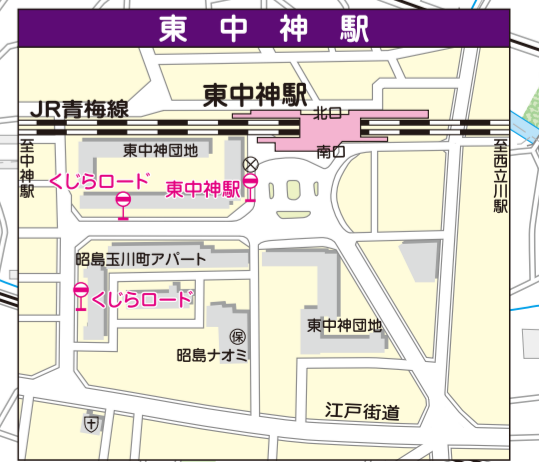 東中神駅
東中神駅
JR青梅線
北口
南口
至中神駅
至西立川駅
東中神団地
くじらロード
東中神駅
昭島玉川町アパート
くじらロード
東中神団地
保
昭島ナオミ
江戸街道